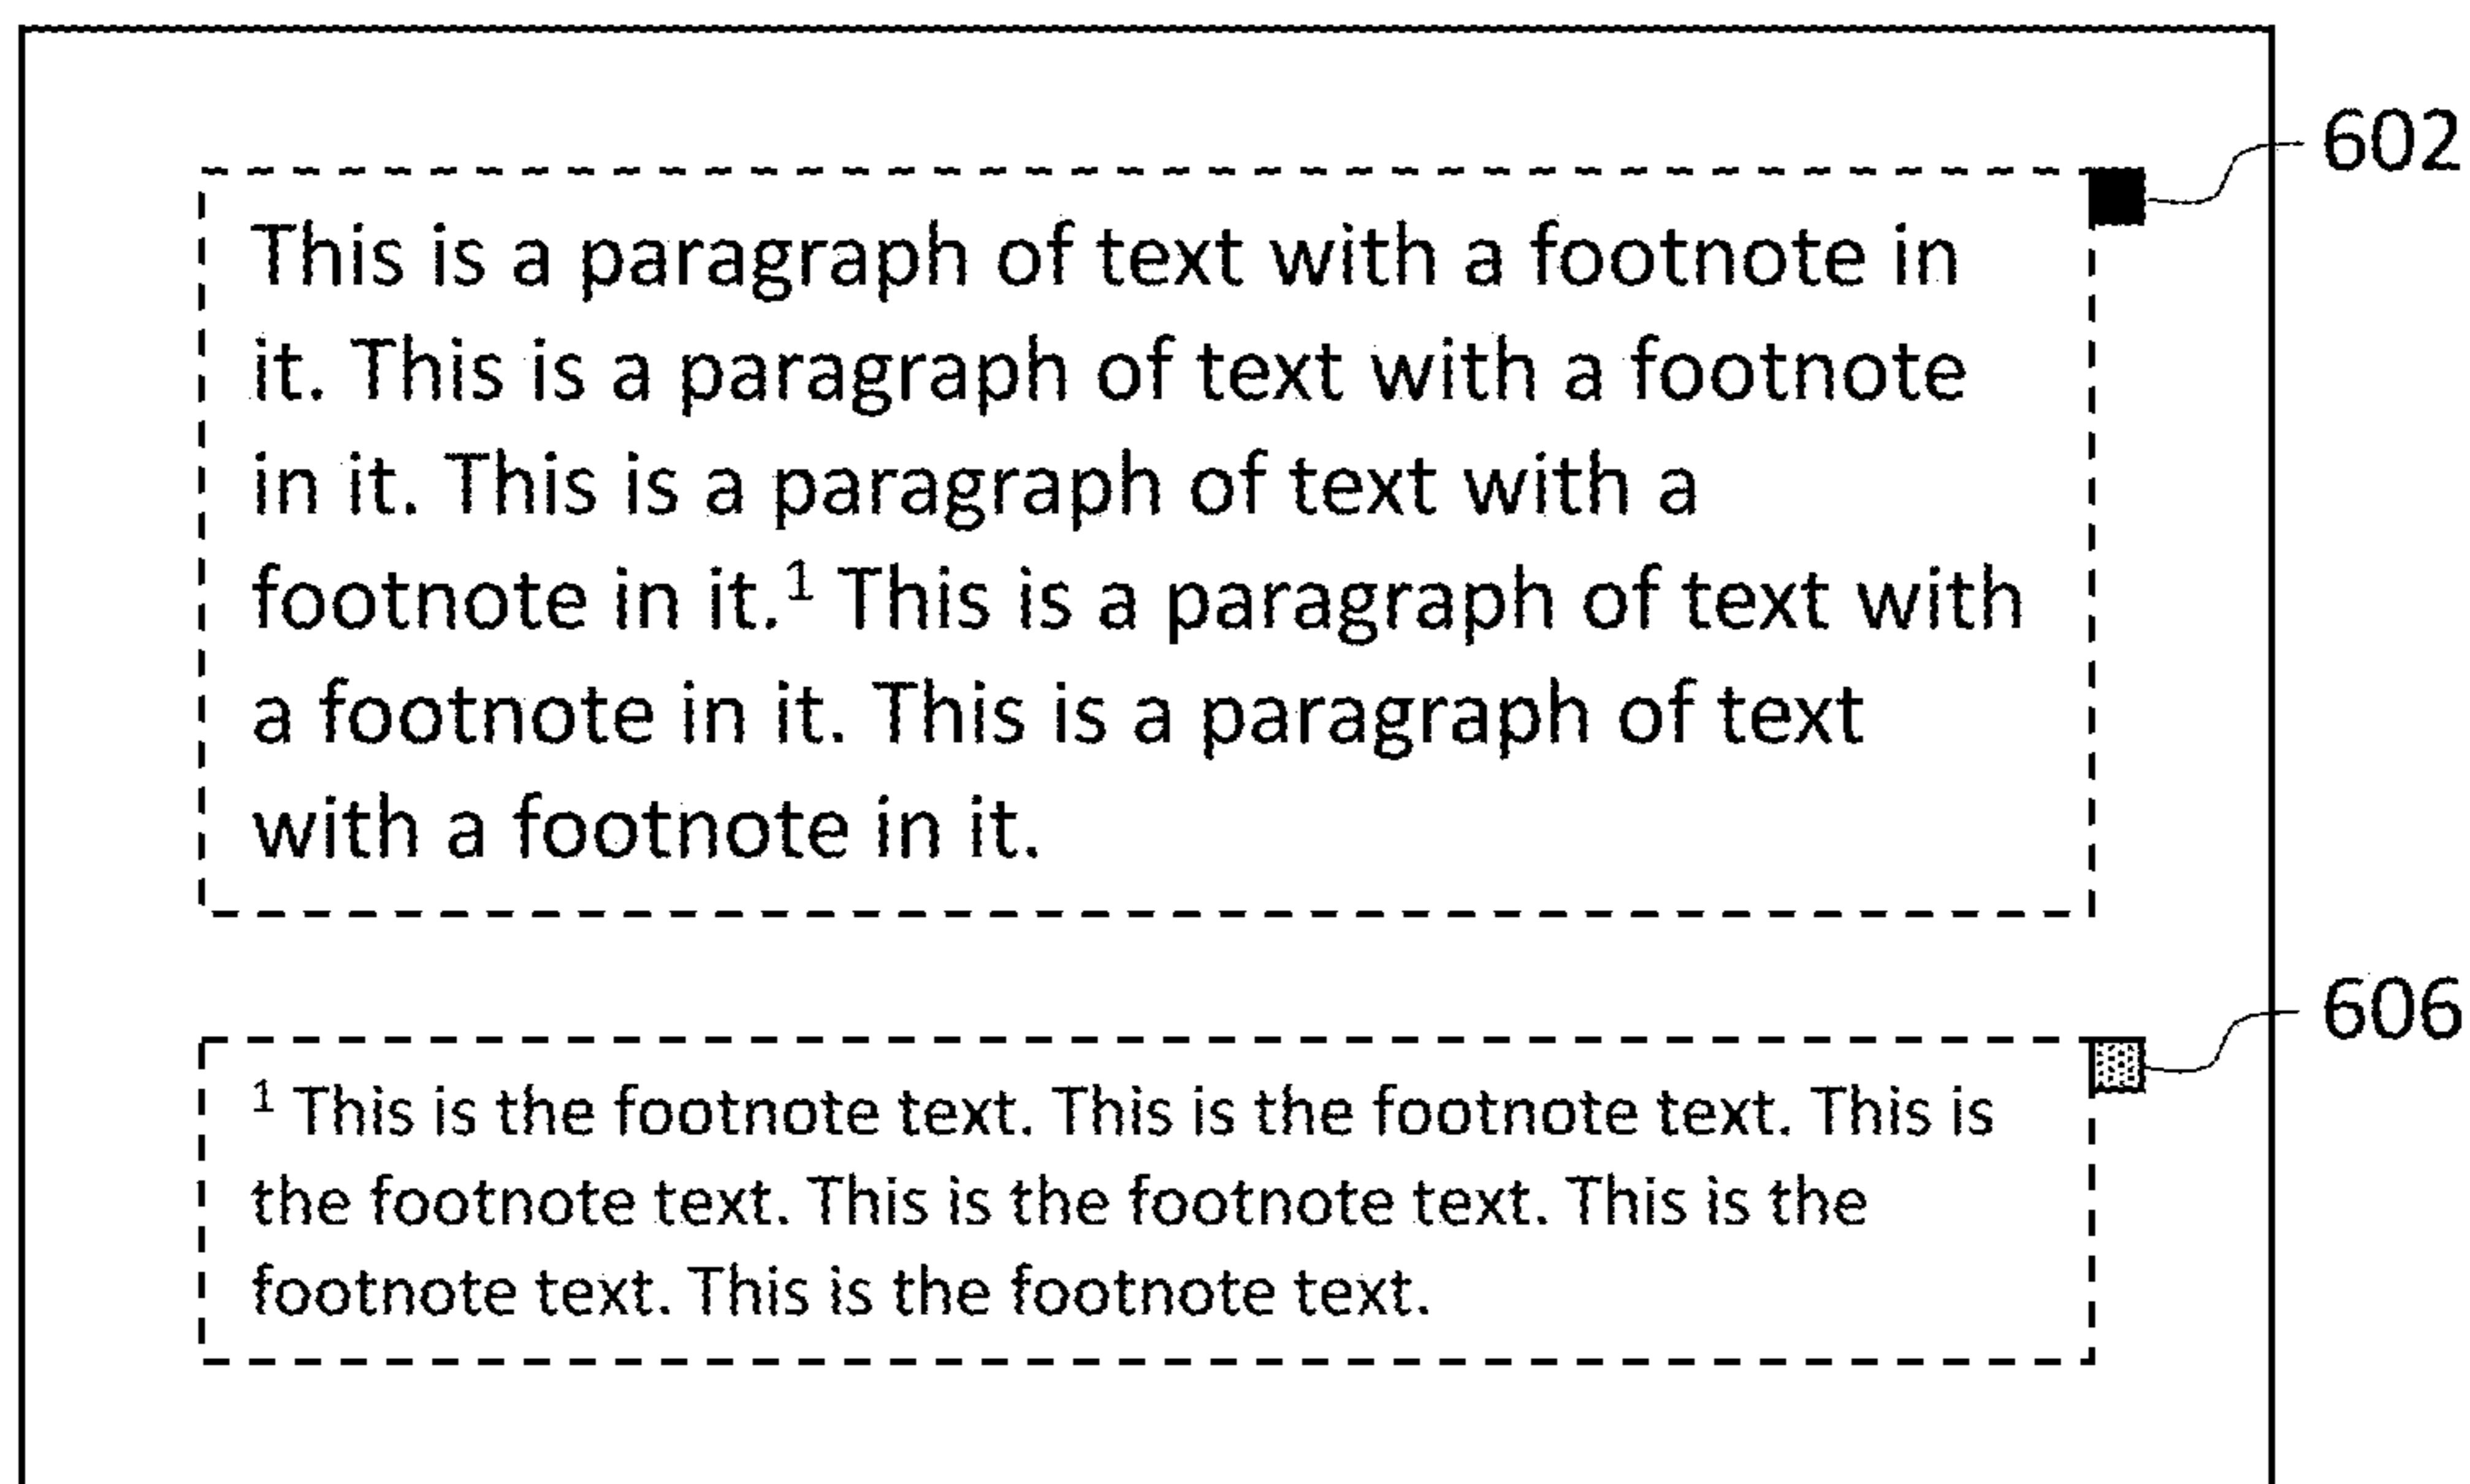 602
This is a paragraph of text with a footnote in
it. This is a paragraph of text with a footnote
in it. This is a paragraph of text with a
footnote in it.¹ This is a paragraph of text with
a footnote in it. This is a paragraph of text
with a footnote in it.
606
¹ This is the footnote text. This is the footnote text. This is
the footnote text. This is the footnote text. This is the
footnote text. This is the footnote text.